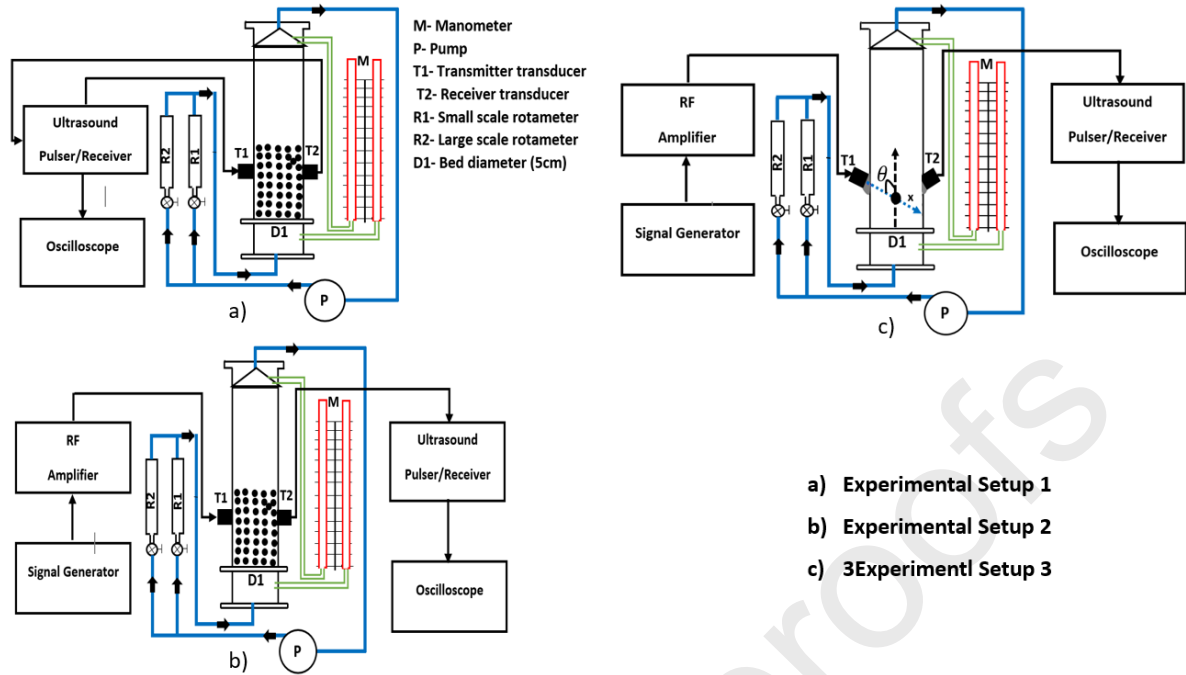 M- Manometer
P- Pump
T1- Transmitter transducer
T2- Receiver transducer
R1- Small scale rotameter
R2- Large scale rotameter
D1- Bed diameter (5cm)
M
Ultrasound
Pulser/Receiver
Oscilloscope
R2
R1
T1
T2
D1
P
a)
RF
Amplifier
Signal Generator
R2
R1
T1
θ
x
T2
D1
M
P
Ultrasound
Pulser/Receiver
Oscilloscope
c)
RF
Amplifier
Signal Generator
R2
R1
T1
T2
D1
M
P
Ultrasound
Pulser/Receiver
Oscilloscope
b)
a) Experimental Setup 1
b) Experimental Setup 2
c) 3Experimentl Setup 3
roofs